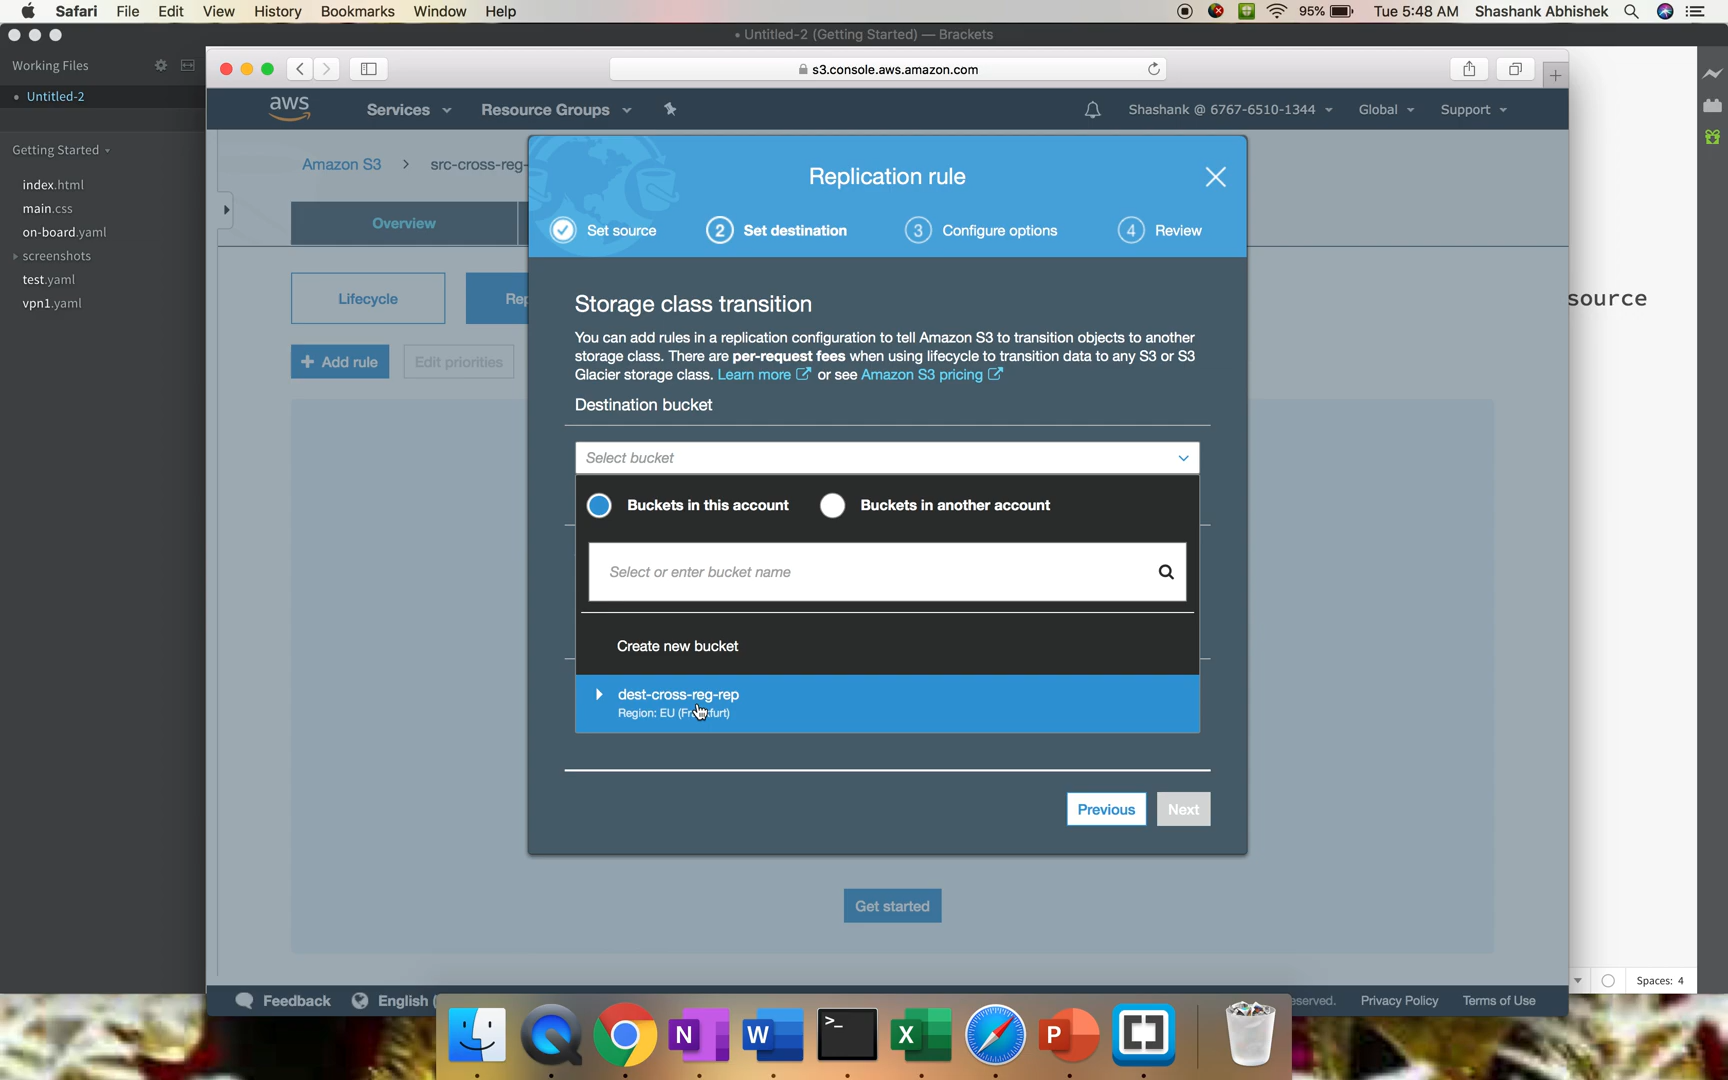 Safari File Edit View History Bookmarks Window Help 95% Tue 5:48 AM Shashank Abhishek
• Untitled-2 (Getting Started) — Brackets
Working Files
• Untitled-2
Getting Started
index.html
main.css
on-board.yaml
screenshots
test.yaml
vpn1.yaml
s3.console.aws.amazon.com
aws Services Resource Groups Shashank @ 6767-6510-1344 Global Support
Amazon S3 > src-cross-reg-
Overview
Lifecycle
+ Add rule Edit priorities
Replication rule
Set source 2 Set destination 3 Configure options 4 Review
Storage class transition
You can add rules in a replication configuration to tell Amazon S3 to transition objects to another
storage class. There are per-request fees when using lifecycle to transition data to any S3 or S3
Glacier storage class. Learn more or see Amazon S3 pricing
Destination bucket
Select bucket
Buckets in this account Buckets in another account
Select or enter bucket name
Create new bucket
dest-cross-reg-rep
Region: EU
Previous Next
Get started
source
Spaces: 4
Feedback English Privacy Policy Terms of Use
N W >_ X P